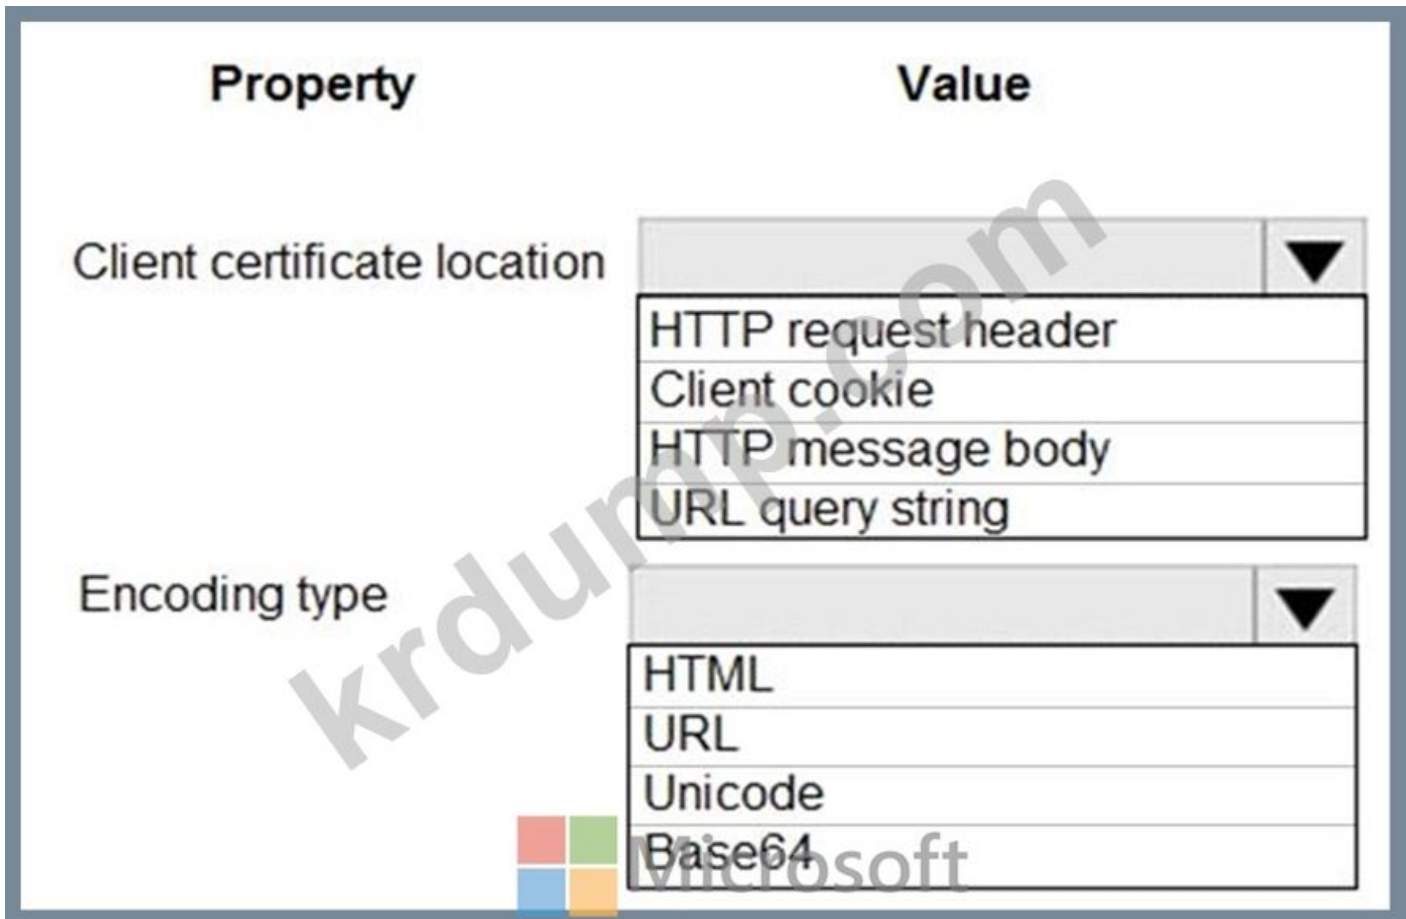 Property Value
Client certificate location
HTTP request header
Client cookie
HTTP message body
URL query string
Encoding type
HTML
URL
Unicode
Base64
Microsoft
krdump.com